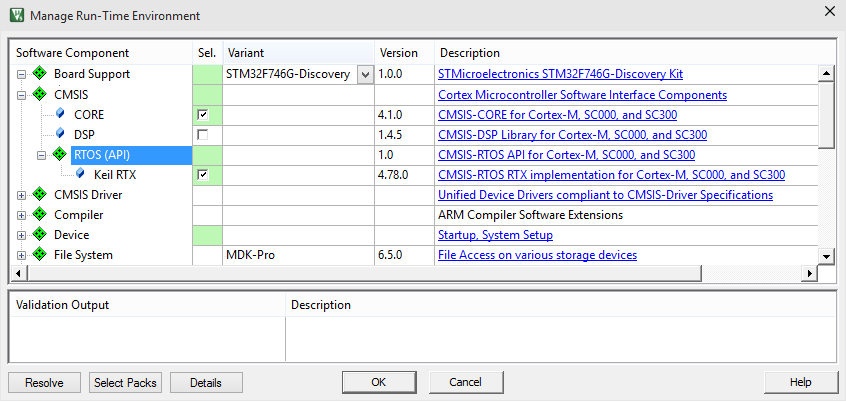 Manage Run-Time Environment
Software Component Sel. Variant Version Description
Board Support STM32F746G-Discovery 1.0.0 STMicroelectronics STM32F746G-Discovery Kit
CMSIS Cortex Microcontroller Software Interface Components
CORE 4.1.0 CMSIS-CORE for Cortex-M, SC000, and SC300
DSP 1.4.5 CMSIS-DSP Library for Cortex-M, SC000, and SC300
RTOS (API) 1.0 CMSIS-RTOS API for Cortex-M, SC000, and SC300
Keil RTX 4.78.0 CMSIS-RTOS RTX implementation for Cortex-M, SC000, and SC300
CMSIS Driver Unified Device Drivers compliant to CMSIS-Driver Specifications
Compiler ARM Compiler Software Extensions
Device Startup, System Setup
File System MDK-Pro 6.5.0 File Access on various storage devices
Validation Output Description
Resolve Select Packs Details OK Cancel Help